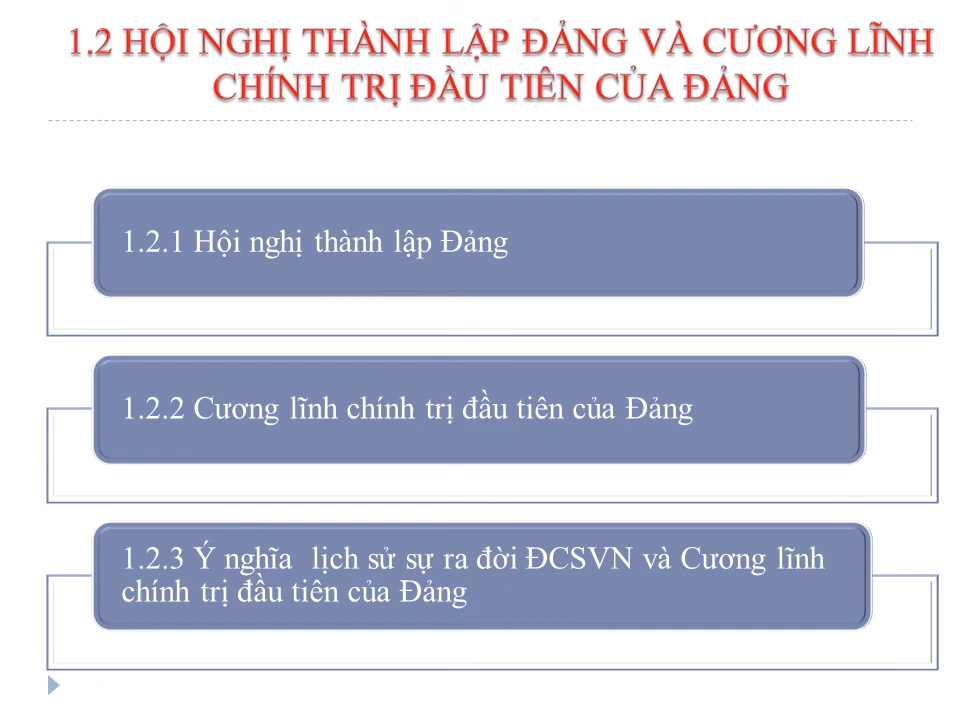 1.2 HỘI NGHỊ THÀNH LẬP ĐẢNG VÀ CƯƠNG LĨNH
CHÍNH TRỊ ĐẦU TIÊN CỦA ĐẢNG
1.2.1 Hội nghị thành lập Đảng
1.2.2 Cương lĩnh chính trị đầu tiên của Đảng
1.2.3 Ý nghĩa lịch sử sự ra đời ĐCSVN và Cương lĩnh
chính trị đầu tiên của Đảng